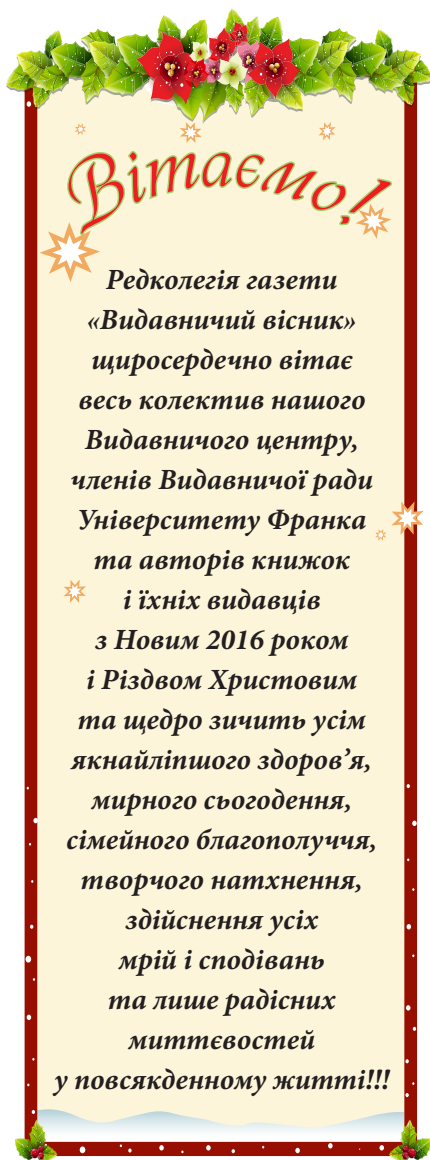 Вітаємо!
Редколегія газети
«Видавничий вісник»
щиросердечно вітає
весь колектив нашого
Видавничого центру,
членів Видавничої ради
Університету Франка
та авторів книжок
і їхніх видавців
з Новим 2016 роком
і Різдвом Христовим
та щедро зичить усім
якнайліпшого здоров’я,
мирного сьогодення,
сімейного благополуччя,
творчого натхнення,
здійснення усіх
мрій і сподівань
та лише радісних
миттєвостей
у повсякденному житті!!!